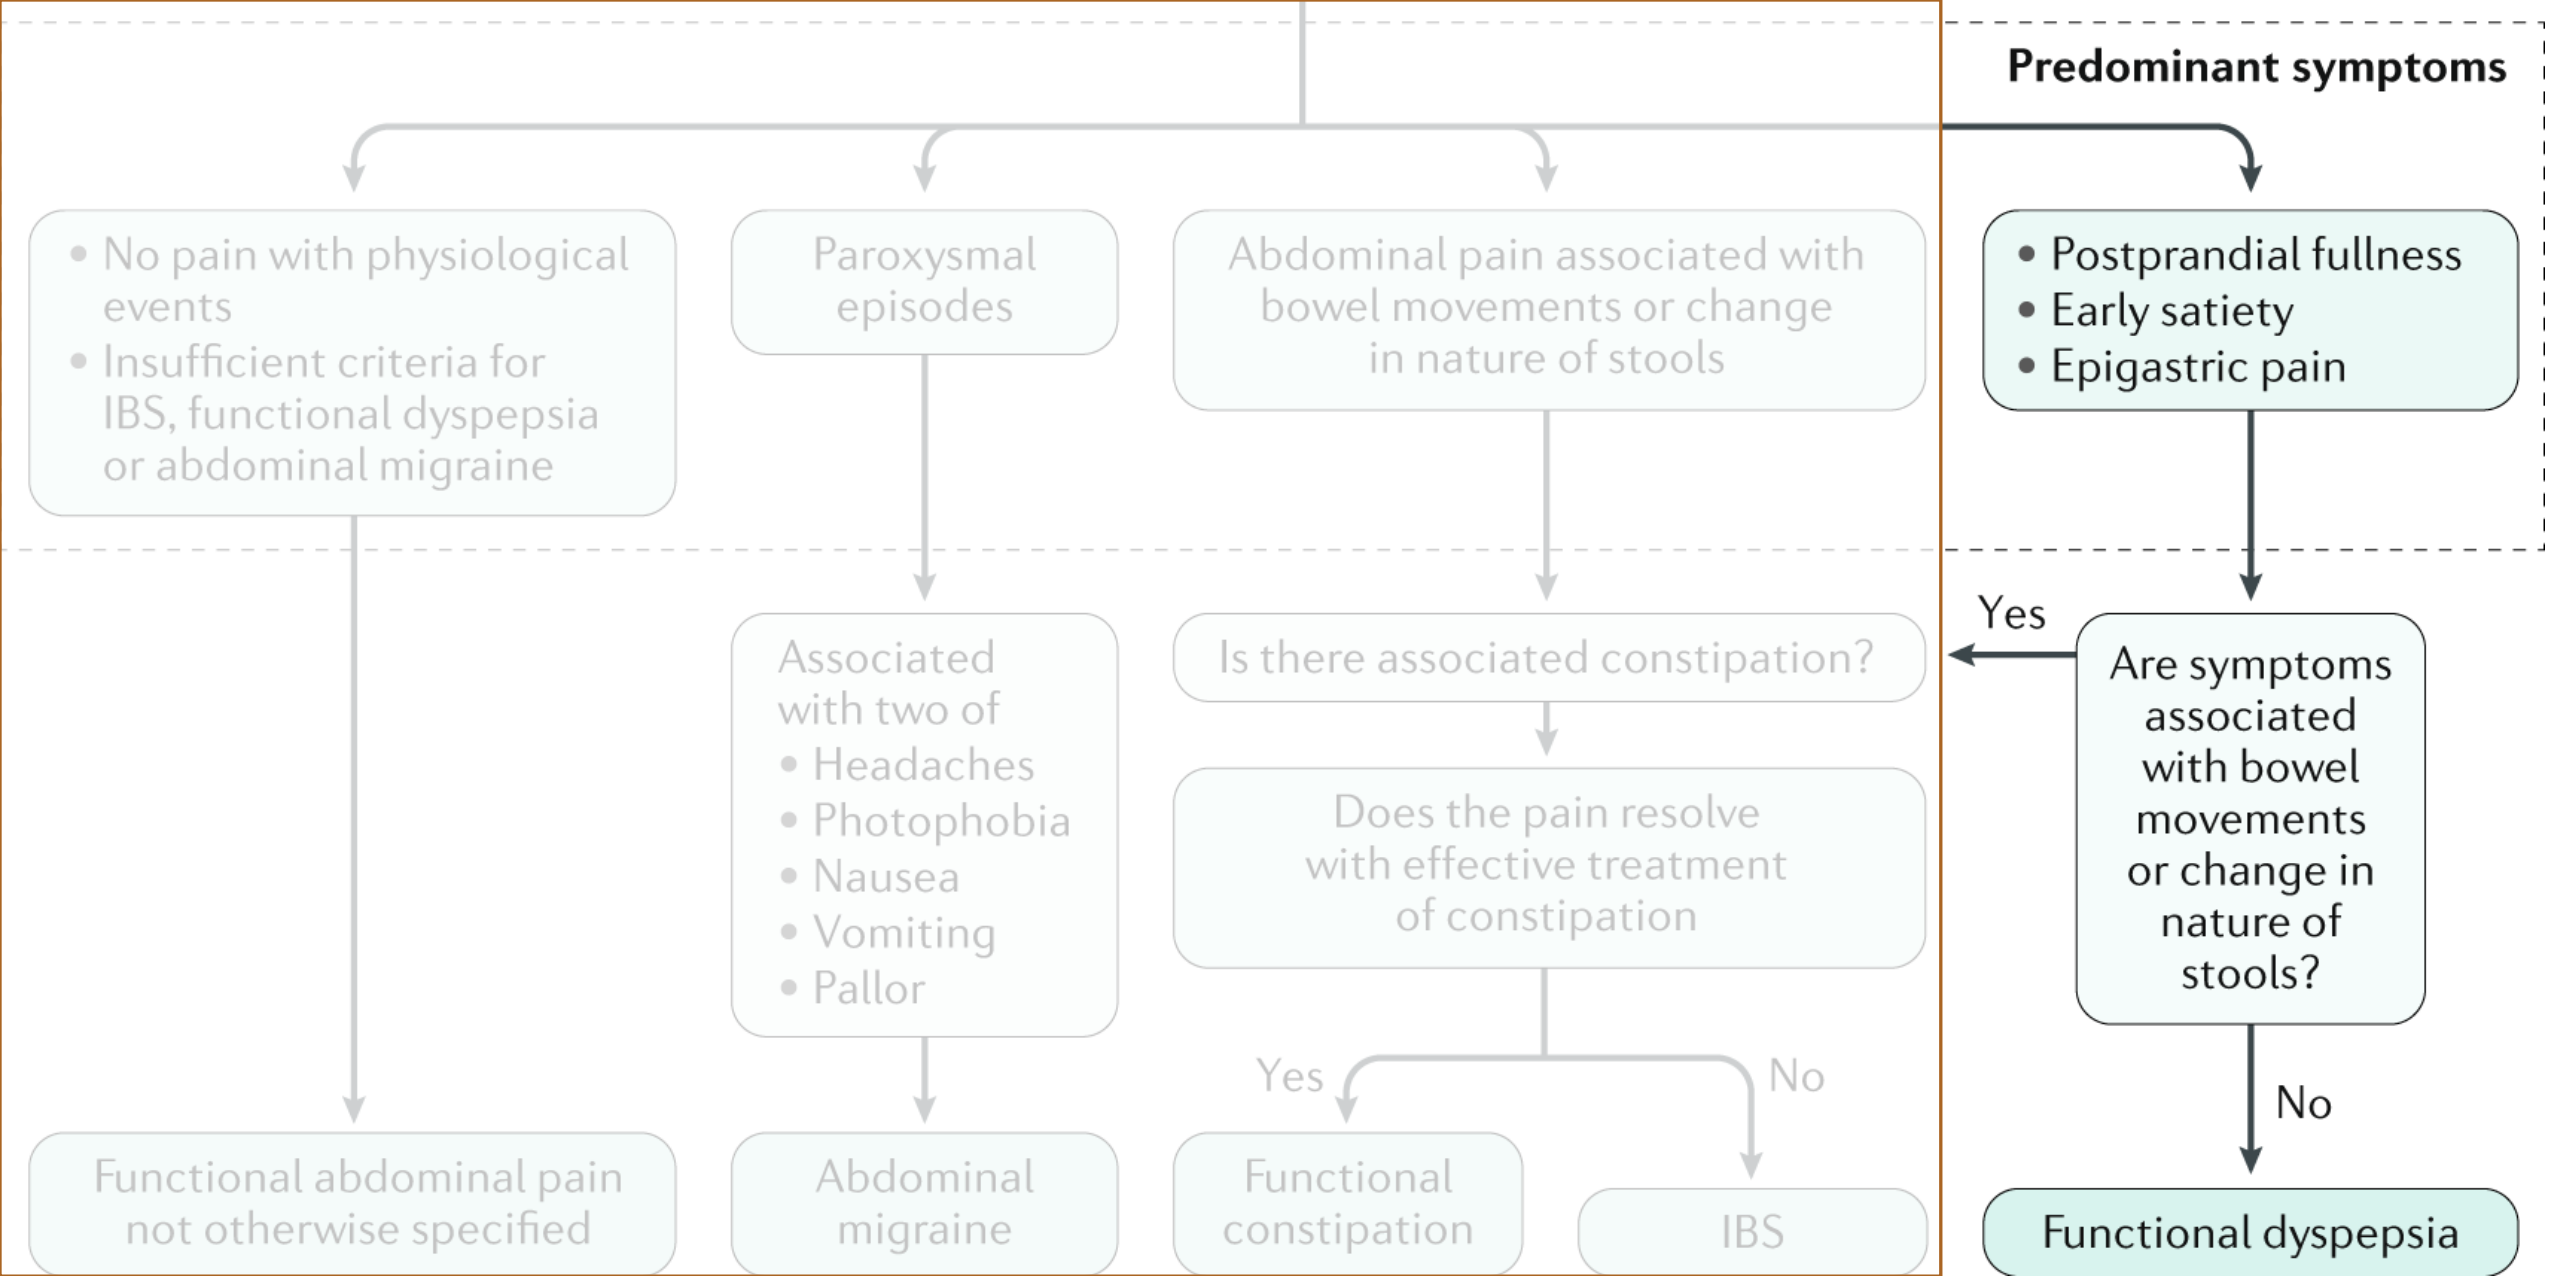 Predominant symptoms
• No pain with physiological
events
• Insufficient criteria for
IBS, functional dyspepsia
or abdominal migraine
Paroxysmal
episodes
Abdominal pain associated with
bowel movements or change
in nature of stools
• Postprandial fullness
• Early satiety
• Epigastric pain
Associated
with two of
• Headaches
• Photophobia
• Nausea
• Vomiting
• Pallor
Is there associated constipation?
Does the pain resolve
with effective treatment
of constipation
Yes
No
Yes
Are symptoms
associated
with bowel
movements
or change in
nature of
stools?
No
Functional abdominal pain
not otherwise specified
Abdominal
migraine
Functional
constipation
IBS
Functional dyspepsia